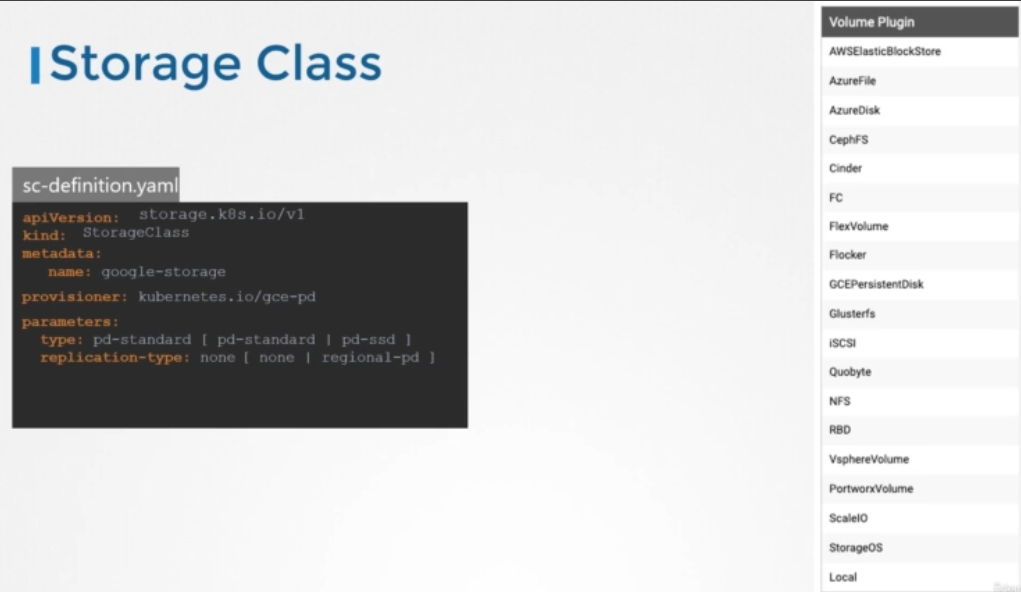 Storage Class
sc-definition.yaml
apiVersion: storage.k8s.io/v1
kind: StorageClass
metadata:
name: google-storage
provisioner: kubernetes.io/gce-pd
parameters:
type: pd-standard [ pd-standard | pd-ssd ]
replication-type: none [ none | regional-pd ]
Volume Plugin
AWSElasticBlockStore
AzureFile
AzureDisk
CephFS
Cinder
FC
FlexVolume
Flocker
GCEPersistentDisk
Glusterfs
iSCSI
Quobyte
NFS
RBD
VsphereVolume
PortworxVolume
ScaleIO
StorageOS
Local